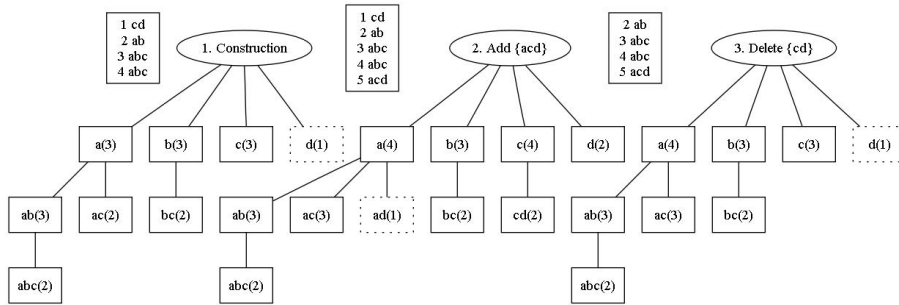 1 cd
2 ab
3 abc
4 abc
1. Construction
a(3)
b(3)
c(3)
d(1)
ab(3)
ac(2)
bc(2)
abc(2)
1 cd
2 ab
3 abc
4 abc
5 acd
2. Add {acd}
a(4)
b(3)
c(4)
d(2)
ab(3)
ac(3)
ad(1)
bc(2)
cd(2)
abc(2)
2 ab
3 abc
4 abc
5 acd
3. Delete {cd}
a(4)
b(3)
c(3)
d(1)
ab(3)
ac(3)
bc(2)
abc(2)